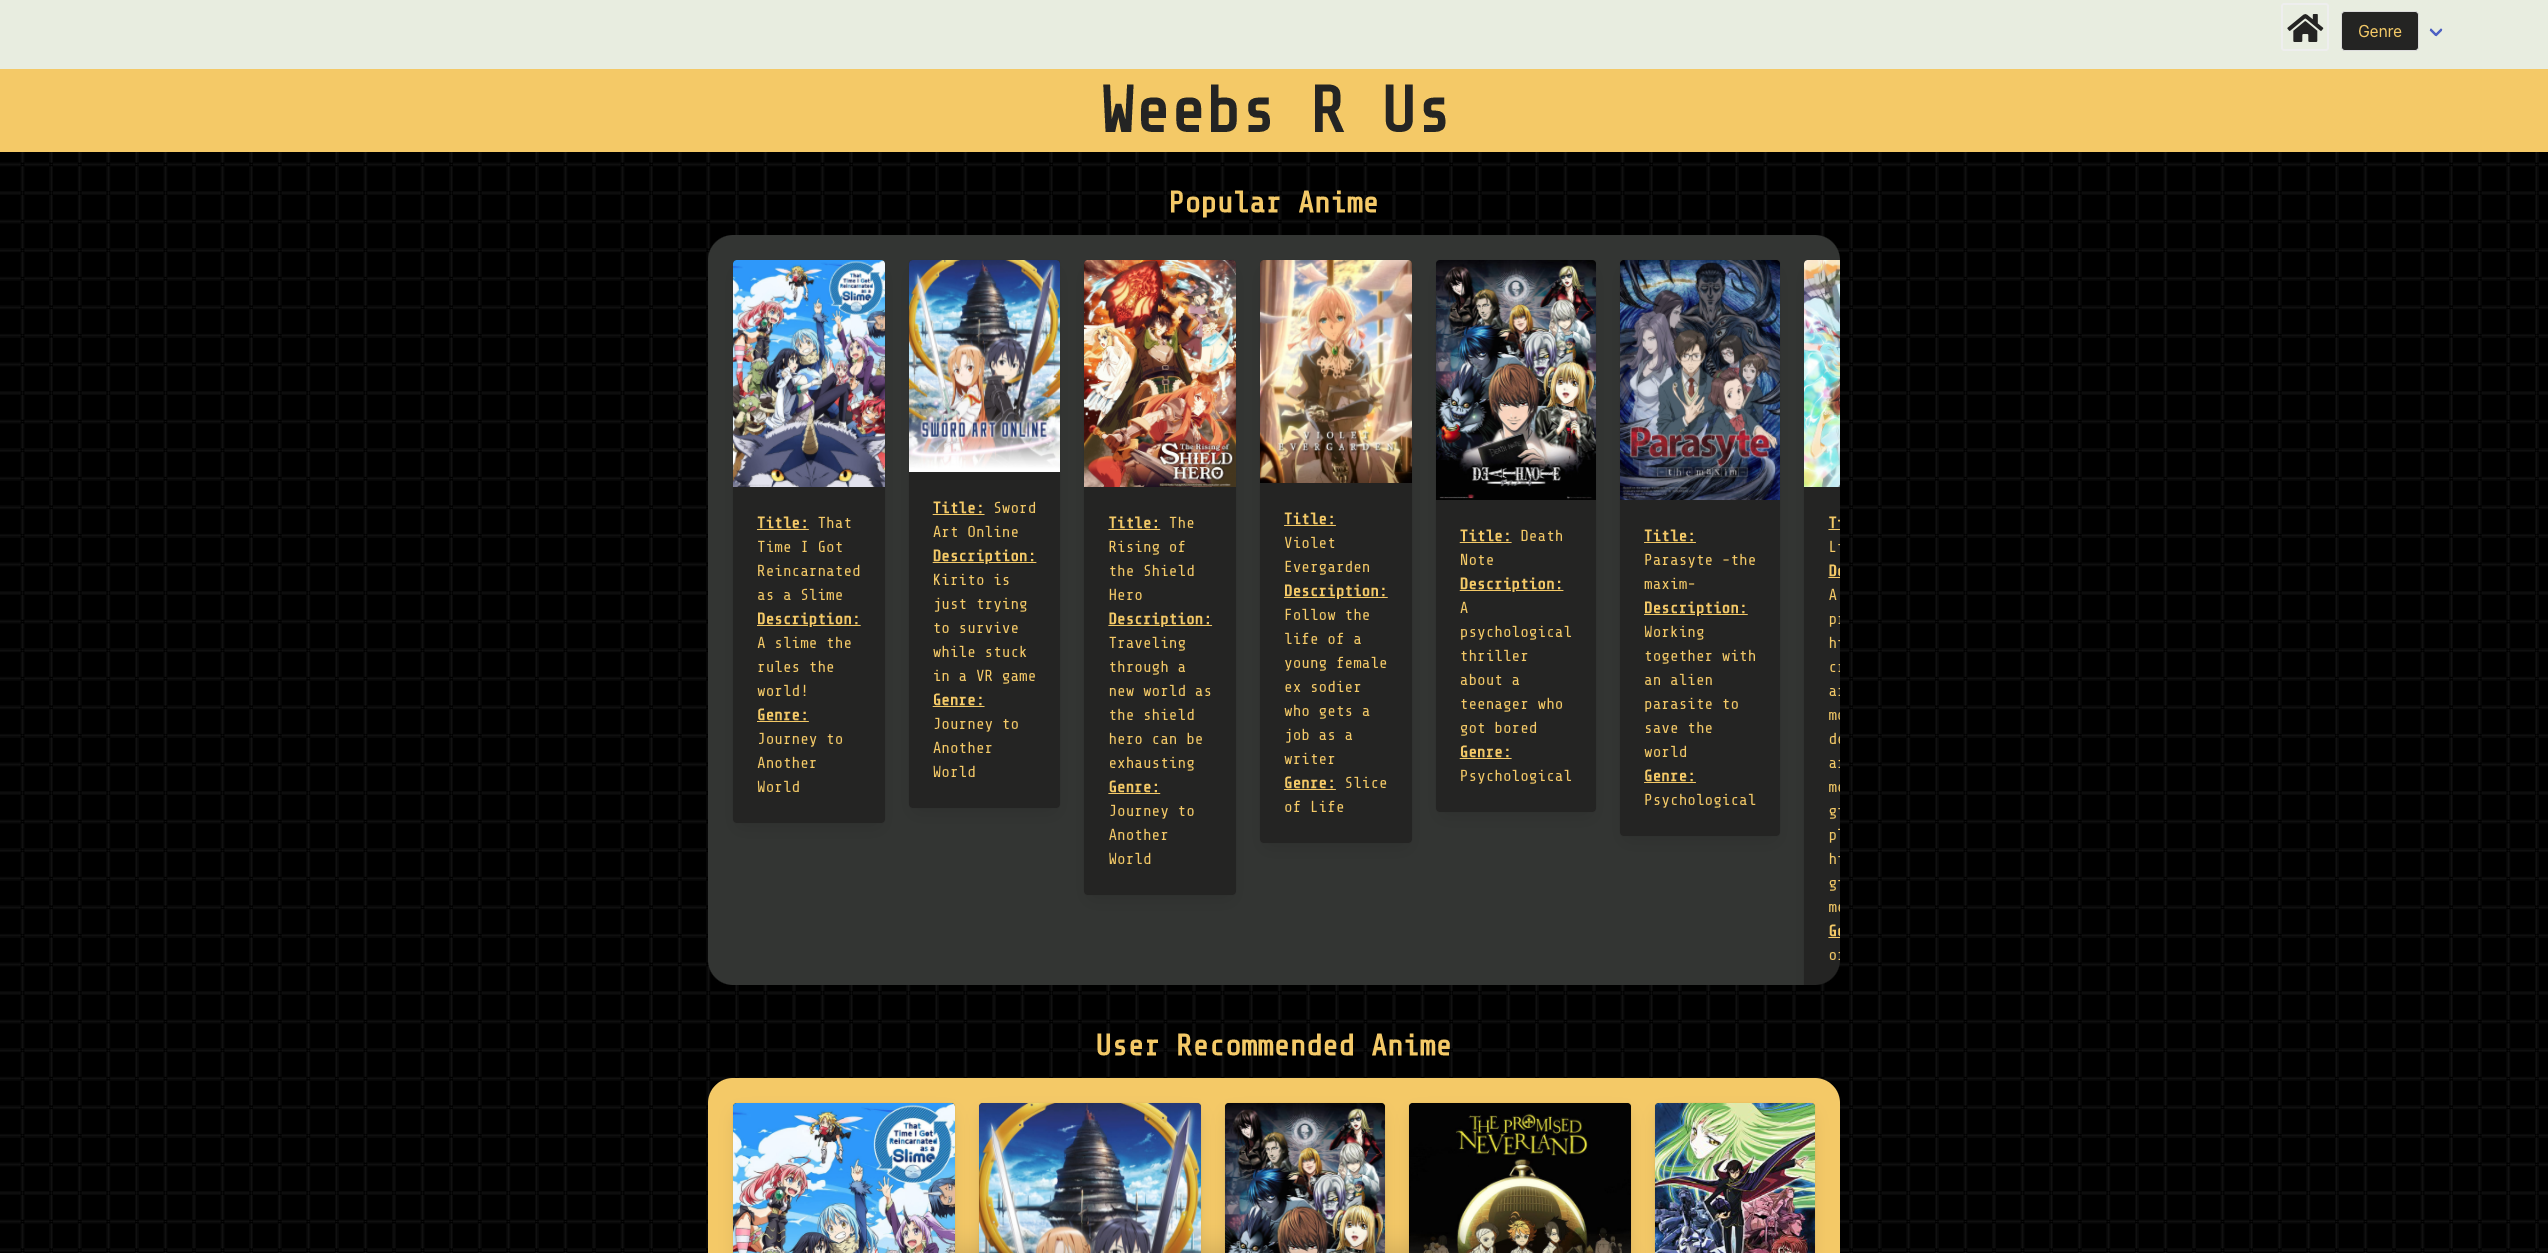 Genre
Weebs R Us
Popular Anime
That
Time I Got
Reincarnated
as a
Slime
Title: That
Time I Got
Reincarnated
as a Slime
Description:
A slime the
rules the
world!
Genre:
Journey to
Another
World
SWORD ART ONLINE
Title: Sword
Art Online
Description:
Kirito is
just trying
to survive
while stuck
in a VR game
Genre:
Journey to
Another
World
The Rising of
SHIELD
HERO
Title: The
Rising of
the Shield
Hero
Description:
Traveling
through a
new world as
the shield
hero can be
exhausting
Genre:
Journey to
Another
World
VIOLET
EVERGARDEN
Title:
Violet
Evergarden
Description:
Follow the
life of a
young female
ex sodier
who gets a
job as a
writer
Genre: Slice
of Life
DEATH NOTE
Title: Death
Note
Description:
A
psychological
thriller
about a
teenager who
got bored
Genre:
Psychological
Parasyte
-the maxim-
Title:
Parasyte -the
maxim-
Description:
Working
together with
an alien
parasite to
save the
world
Genre:
Psychological
User Recommended Anime
That
Time I Got
Reincarnated
as a
Slime
THE PROMISED
NEVERLAND